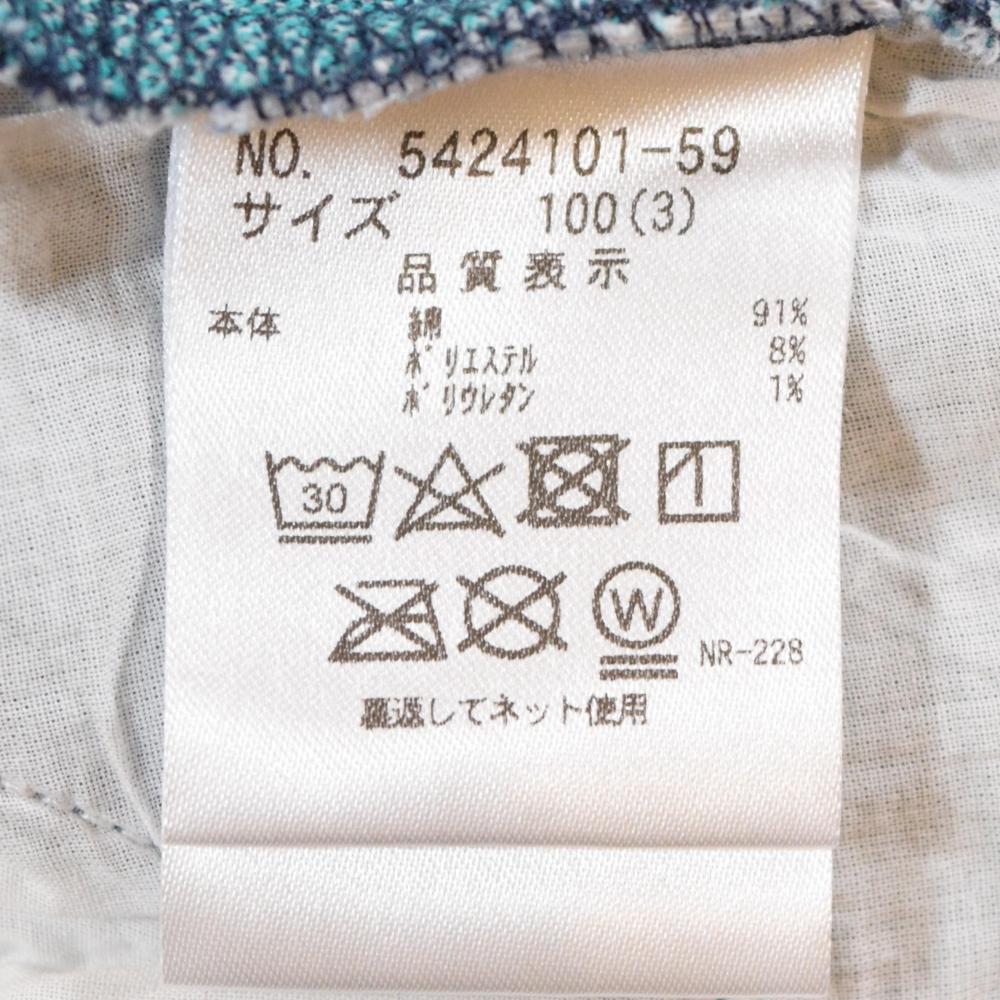 NO. 5424101-59
サイズ 100(3)
品質表示
本体 綿 91%
ポリエステル 8%
ポリウレタン 1%
30
W NR-228
裏返してネット使用